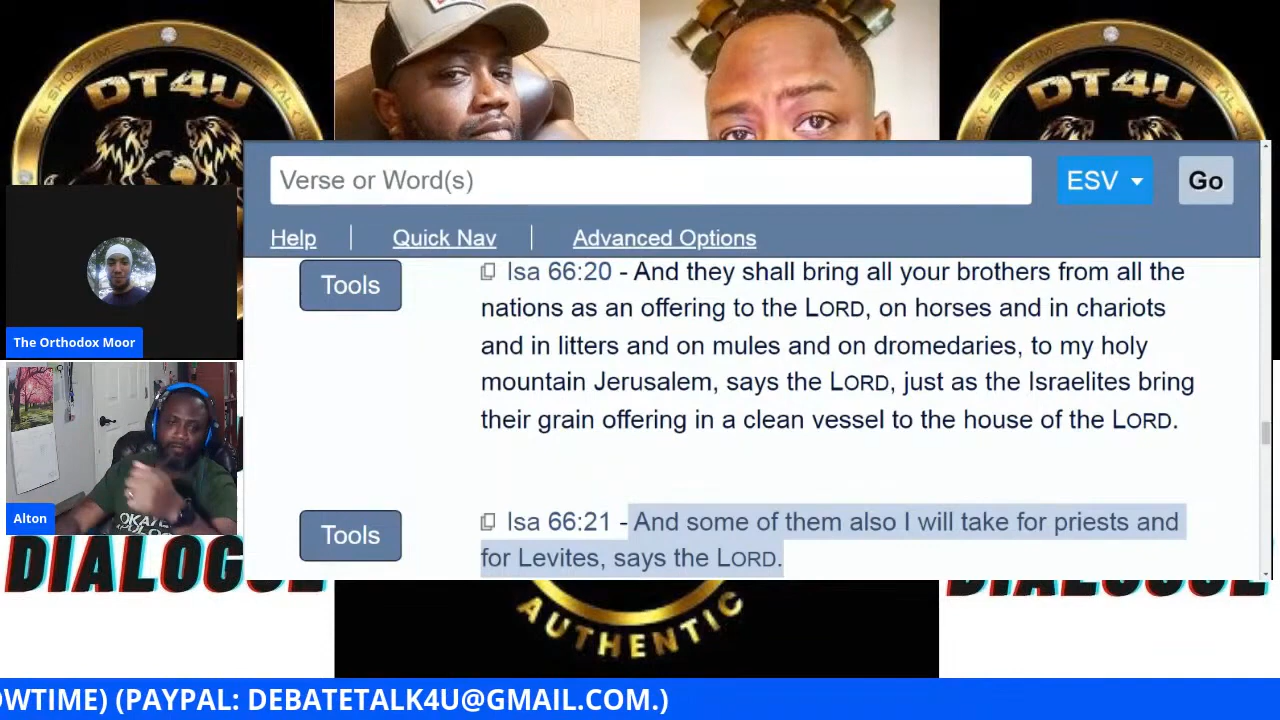 DT4U
DT4U
Verse or Word(s)
ESV
Go
Help
Quick Nav
Advanced Options
Tools
Isa 66:20 - And they shall bring all your brothers from all the
nations as an offering to the LORD, on horses and in chariots
and in litters and on mules and on dromedaries, to my holy
mountain Jerusalem, says the LORD, just as the Israelites bring
their grain offering in a clean vessel to the house of the LORD.
Tools
Isa 66:21 - And some of them also I will take for priests and
for Levites, says the LORD.
The Orthodox Moor
Alton
AUTHENTIC
OWTIME) (PAYPAL: DEBATETALK4U@GMAIL.COM.)